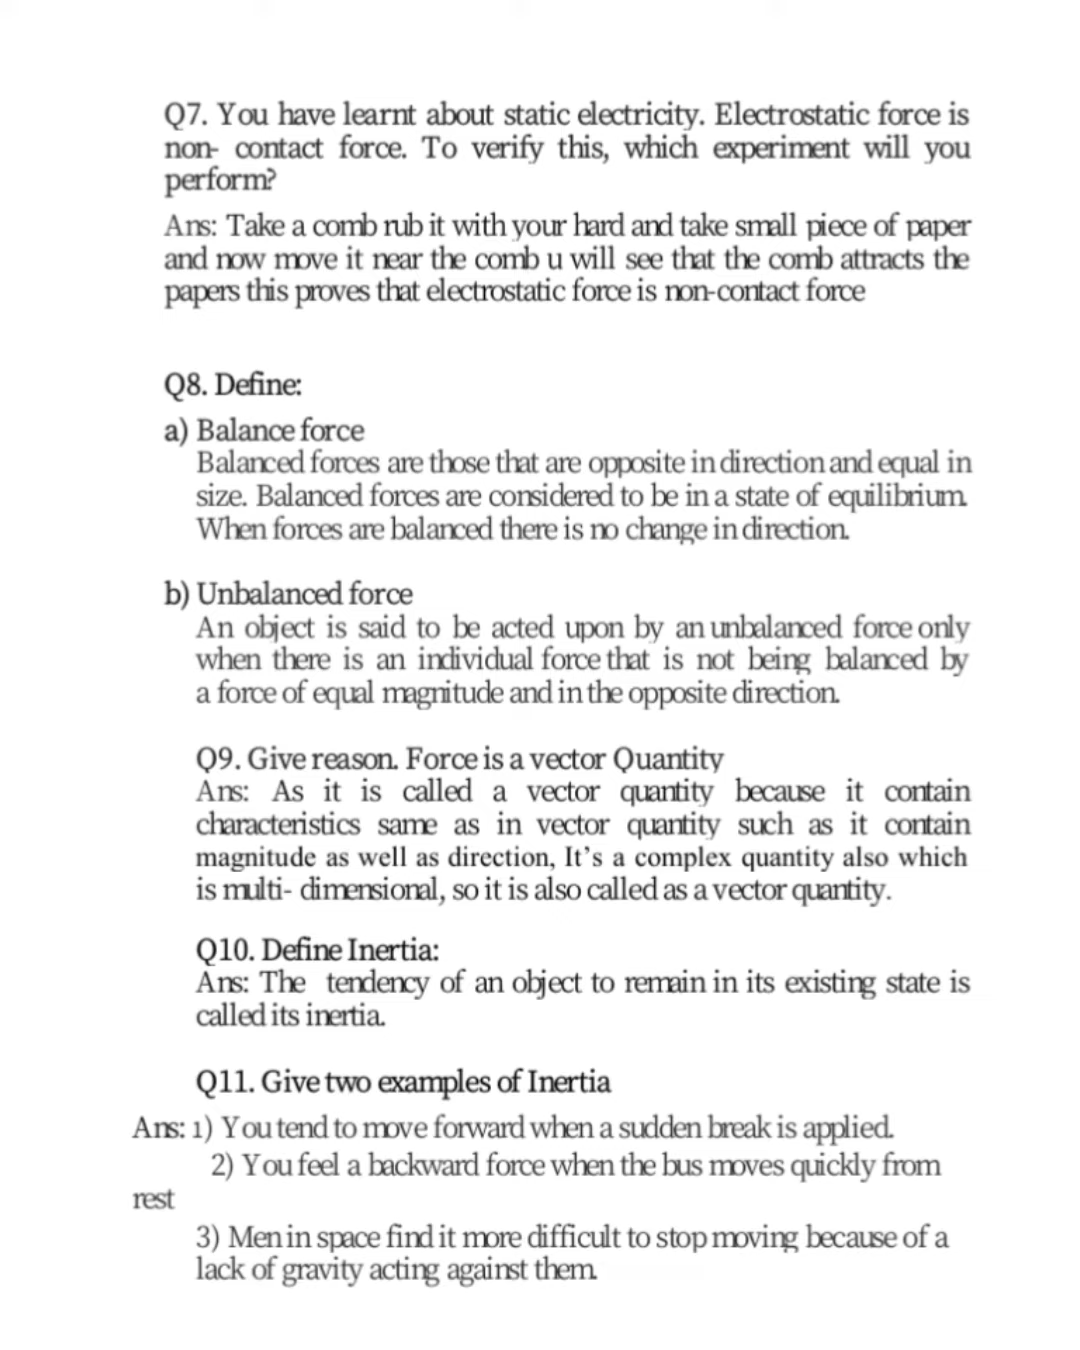 Q7. You have learnt about static electricity. Electrostatic force is
non- contact force. To verify this, which experiment will you
perform?
Ans: Take a comb rub it with your hard and take small piece of paper
and now move it near the comb u will see that the comb attracts the
papers this proves that electrostatic force is non-contact force
Q8. Define:
a) Balance force
Balanced forces are those that are opposite in direction and equal in
size. Balanced forces are considered to be in a state of equilibrium.
When forces are balanced there is no change in direction.
b) Unbalanced force
An object is said to be acted upon by an unbalanced force only
when there is an individual force that is not being balanced by
a force of equal magnitude and in the opposite direction.
Q9. Give reason. Force is a vector Quantity
Ans: As it is called a vector quantity because it contain
characteristics same as in vector quantity such as it contain
magnitude as well as direction, It’s a complex quantity also which
is multi- dimensional, so it is also called as a vector quantity.
Q10. Define Inertia:
Ans: The tendency of an object to remain in its existing state is
called its inertia.
Q11. Give two examples of Inertia
Ans: 1) You tend to move forward when a sudden break is applied.
2) You feel a backward force when the bus moves quickly from
rest
3) Men in space find it more difficult to stop moving because of a
lack of gravity acting against them.